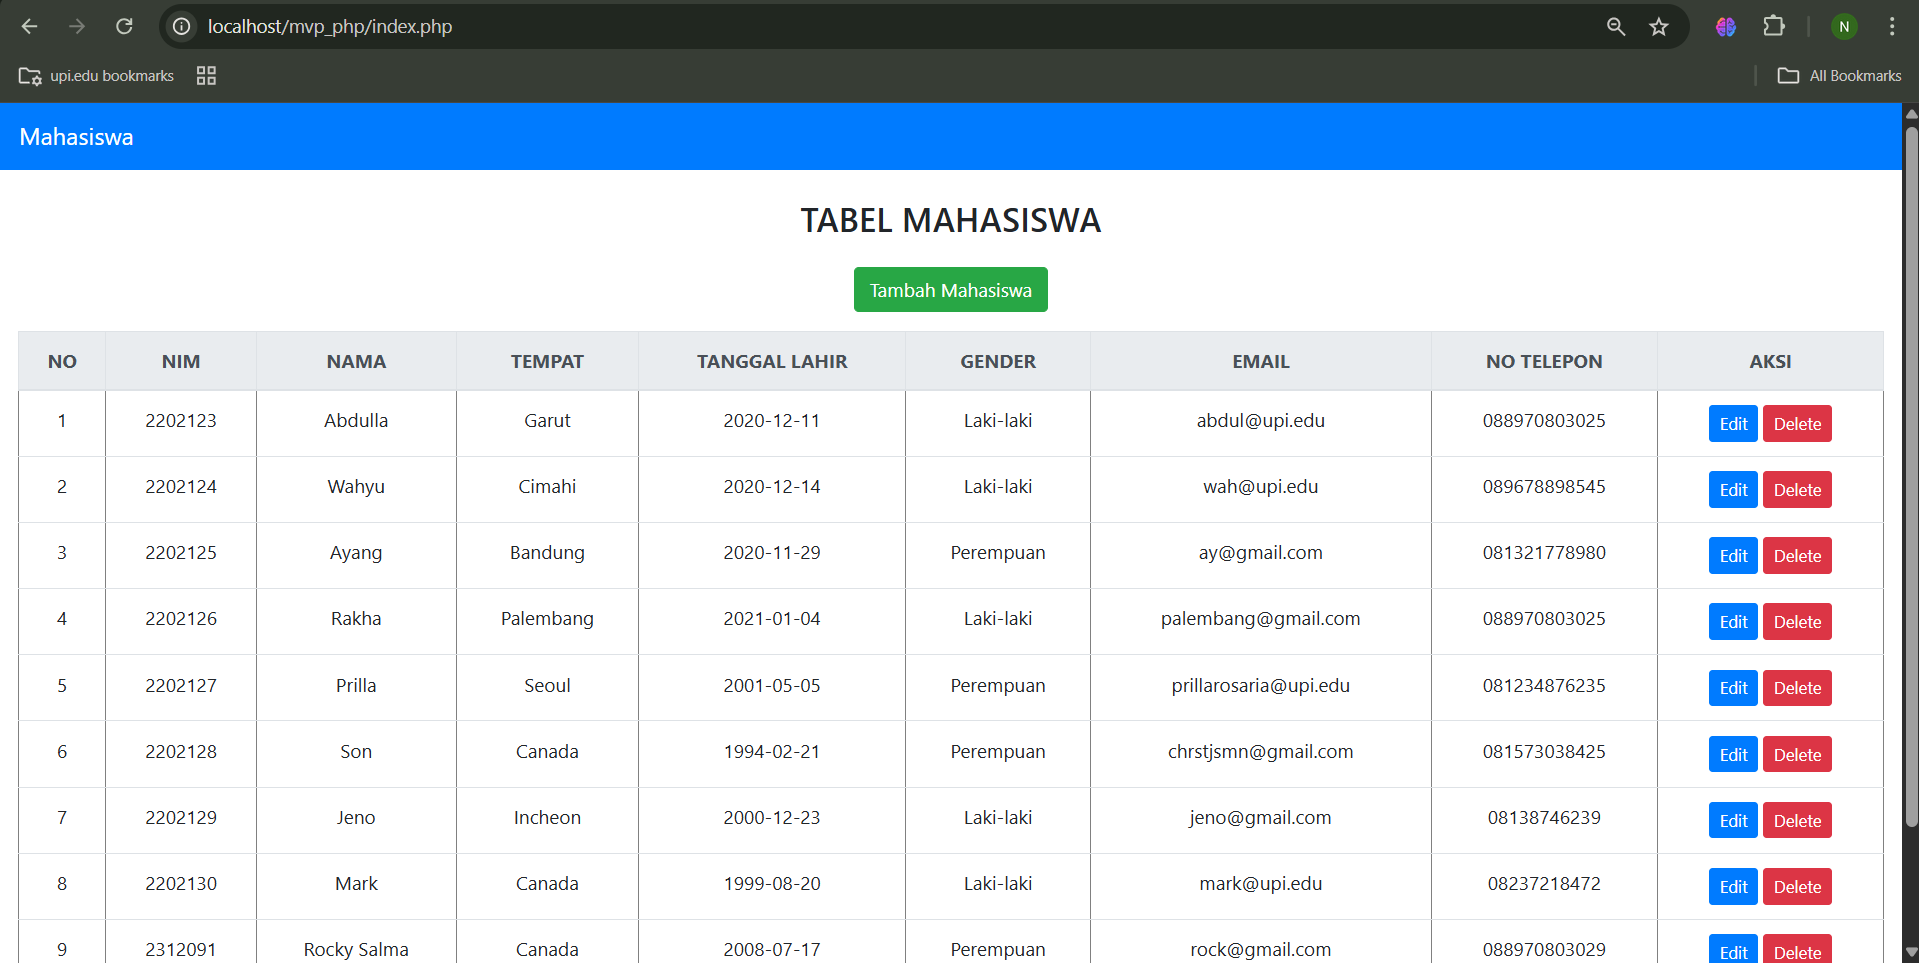 localhost/mvp_php/index.php
N
upi.edu bookmarks
All Bookmarks
Mahasiswa
TABEL MAHASISWA
Tambah Mahasiswa
NO NIM NAMA TEMPAT TANGGAL LAHIR GENDER EMAIL NO TELEPON AKSI
1 2202123 Abdulla Garut 2020-12-11 Laki-laki abdul@upi.edu 088970803025 Edit Delete
2 2202124 Wahyu Cimahi 2020-12-14 Laki-laki wah@upi.edu 089678898545 Edit Delete
3 2202125 Ayang Bandung 2020-11-29 Perempuan ay@gmail.com 081321778980 Edit Delete
4 2202126 Rakha Palembang 2021-01-04 Laki-laki palembang@gmail.com 088970803025 Edit Delete
5 2202127 Prilla Seoul 2001-05-05 Perempuan prillarosaria@upi.edu 081234876235 Edit Delete
6 2202128 Son Canada 1994-02-21 Perempuan chrstjsmn@gmail.com 081573038425 Edit Delete
7 2202129 Jeno Incheon 2000-12-23 Laki-laki jeno@gmail.com 08138746239 Edit Delete
8 2202130 Mark Canada 1999-08-20 Laki-laki mark@upi.edu 08237218472 Edit Delete
9 2312091 Rocky Salma Canada 2008-07-17 Perempuan rock@gmail.com 088970803029 Edit Delete